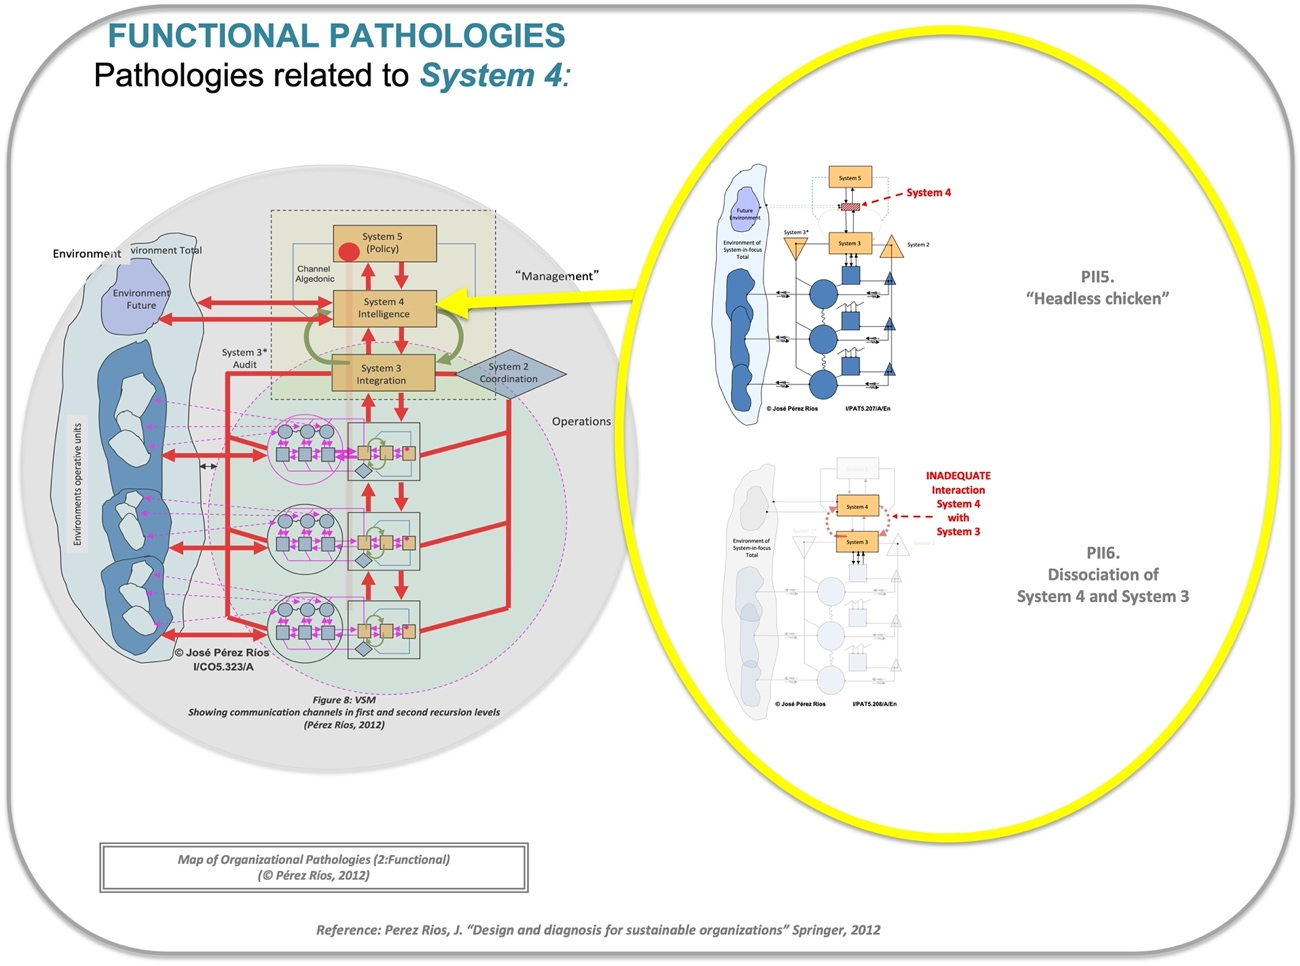 FUNCTIONAL PATHOLOGIES
Pathologies related to System 4:
Environment
vironment Total
Environment
Future
Environments operative units
System 5
(Policy)
Channel
Algedonic
System 4
Intelligence
"Management"
System 3*
Audit
System 3
Integration
System 2
Coordination
Operations
© José Pérez Ríos
I/CO5.323/A
Figure 8: VSM
Showing communication channels in first and second recursion levels
(Pérez Ríos, 2012)
System 5
System 4
Future
Environment
System 3*
System 3
System 2
Environment of
System-in-focus
Total
© José Pérez Ríos
I/PAT5.207/A/En
PII5.
“Headless chicken”
INADEQUATE
Interaction
System 4
with
System 3
System 4
System 3
Environment of
System-in-focus
Total
© José Pérez Ríos
I/PAT5.208/A/En
PII6.
Dissociation of
System 4 and System 3
Map of Organizational Pathologies (2:Functional)
(© Pérez Ríos, 2012)
Reference: Perez Rios, J. “Design and diagnosis for sustainable organizations” Springer, 2012